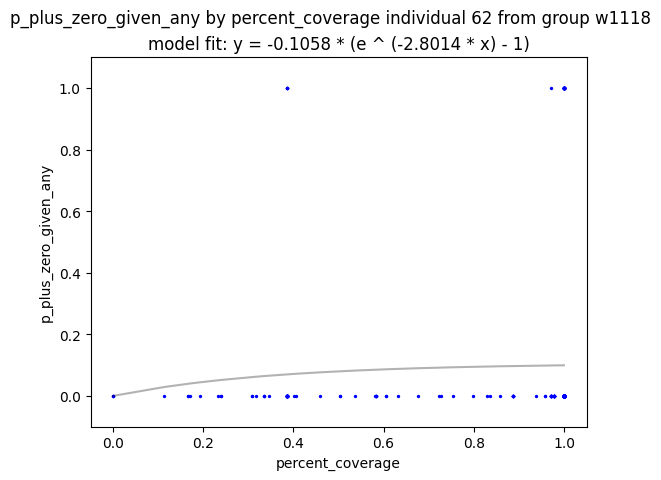 p_plus_zero_given_any by percent_coverage individual 62 from group w1118
model fit: y = -0.1058 * (e ^ (-2.8014 * x) - 1)
1.0
0.8
0.6
0.4
0.2
0.0
p_plus_zero_given_any
0.0 0.2 0.4 0.6 0.8 1.0
percent_coverage